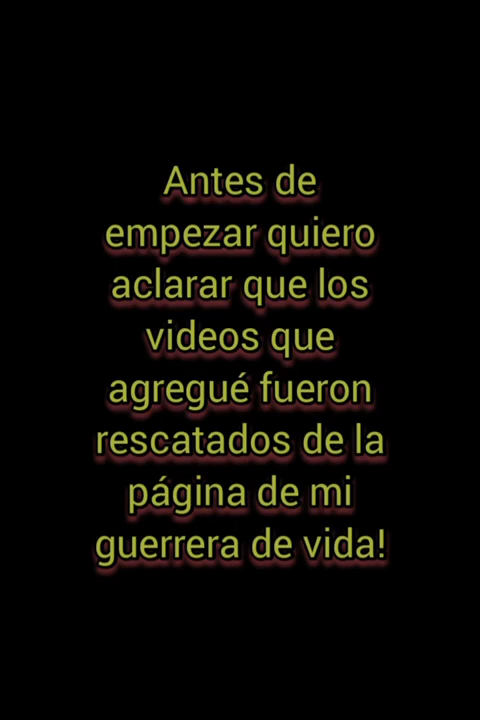 Antes de
empezar quiero
aclarar que los
videos que
agregué fueron
rescatados de la
página de mi
guerrera de vida!